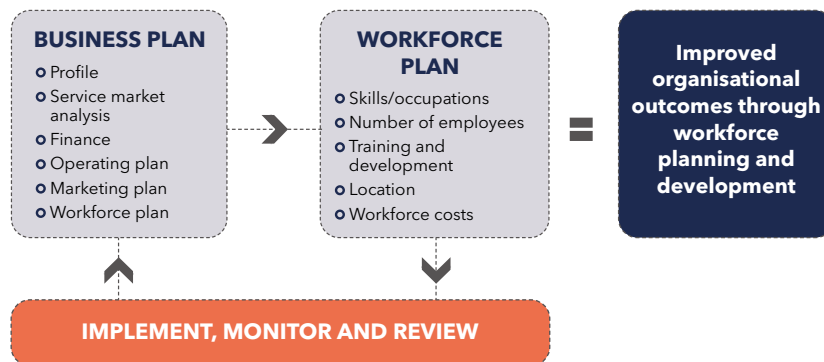 BUSINESS PLAN
Profile
Service market
analysis
Finance
Operating plan
Marketing plan
Workforce plan
WORKFORCE
PLAN
Skills/occupations
Number of employees
Training and
development
Location
Workforce costs
=
Improved
organisational
outcomes through
workforce
planning and
development
IMPLEMENT, MONITOR AND REVIEW